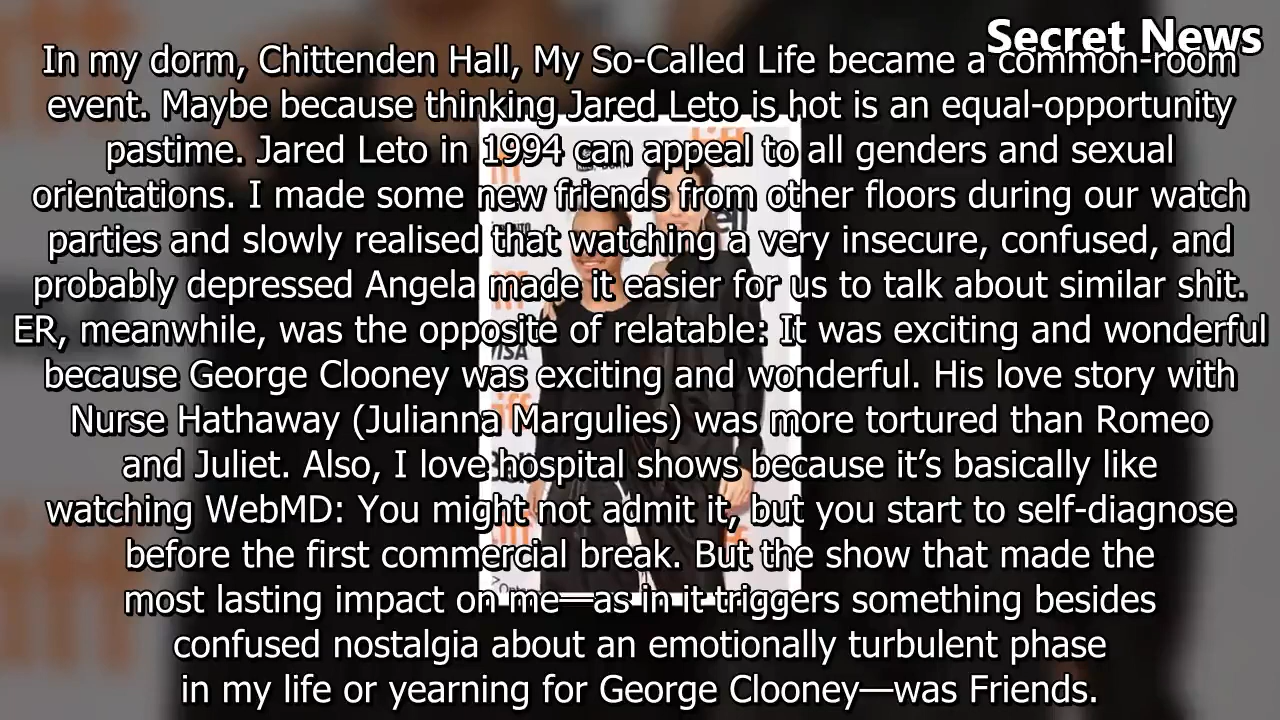 Secret News
In my dorm, Chittenden Hall, My So-Called Life became a common-room
event. Maybe because thinking Jared Leto is hot is an equal-opportunity
pastime. Jared Leto in 1994 can appeal to all genders and sexual
orientations. I made some new friends from other floors during our watch
parties and slowly realised that watching a very insecure, confused, and
probably depressed Angela made it easier for us to talk about similar shit.
ER, meanwhile, was the opposite of relatable: It was exciting and wonderful
because George Clooney was exciting and wonderful. His love story with
Nurse Hathaway (Julianna Margulies) was more tortured than Romeo
and Juliet. Also, I love hospital shows because it’s basically like
watching WebMD: You might not admit it, but you start to self-diagnose
before the first commercial break. But the show that made the
most lasting impact on me—as in it triggers something besides
confused nostalgia about an emotionally turbulent phase
in my life or yearning for George Clooney—was Friends.
VISA